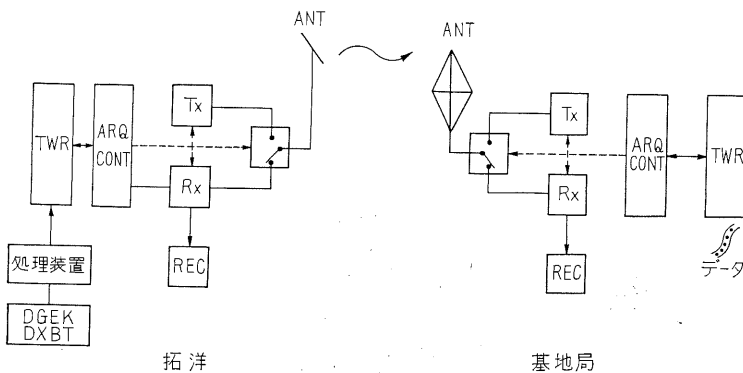 ANT
Tx
TWR
ARQ
CONT
Rx
REC
処理装置
DGEK
DXBT
拓洋
ANT
Tx
Rx
REC
ARQ
CONT
TWR
データ
基地局